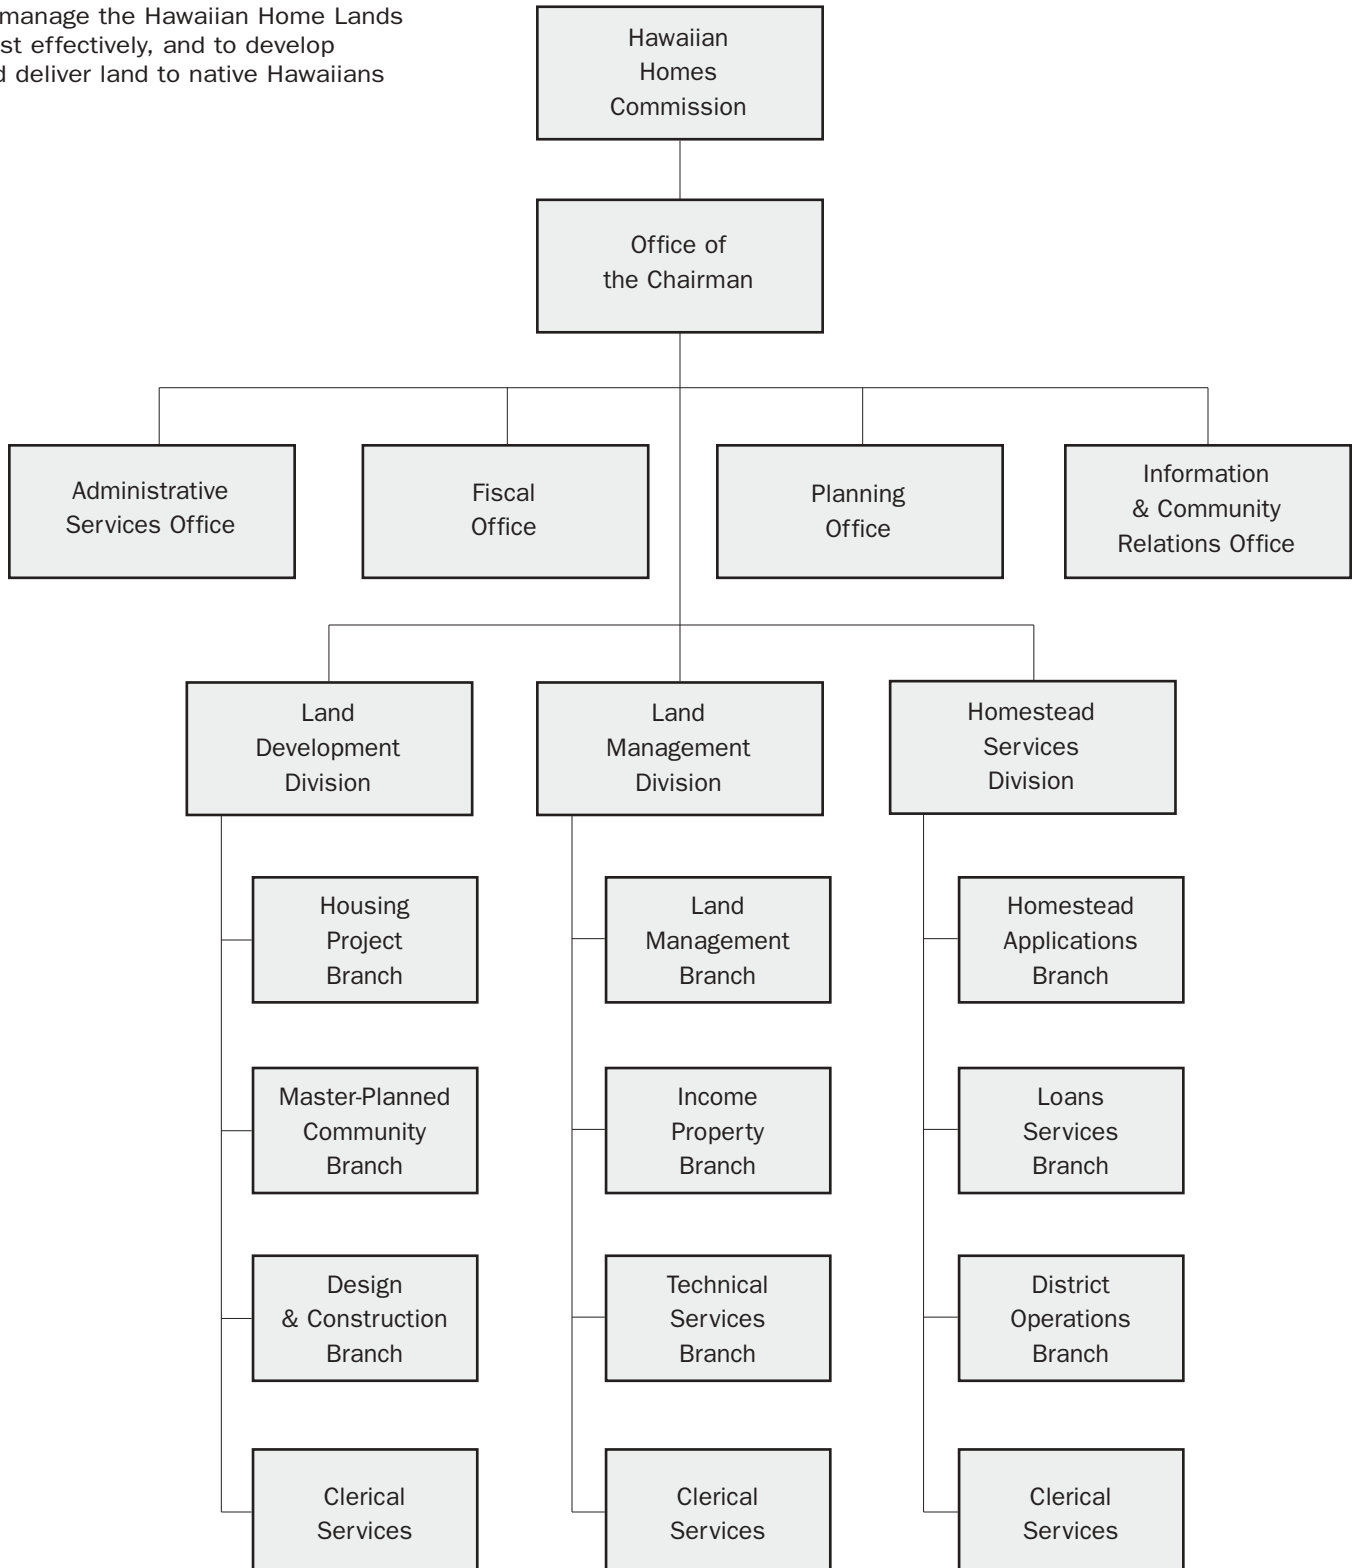 manage the Hawaiian Home Lands
st effectively, and to develop
deliver land to native Hawaiians
Hawaiian
Homes
Commission
Office of
the Chairman
Administrative
Services Office
Fiscal
Office
Planning
Office
Information
& Community
Relations Office
Land
Development
Division
Land
Management
Division
Homestead
Services
Division
Housing
Project
Branch
Master-Planned
Community
Branch
Design
& Construction
Branch
Clerical
Services
Land
Management
Branch
Income
Property
Branch
Technical
Services
Branch
Clerical
Services
Homestead
Applications
Branch
Loans
Services
Branch
District
Operations
Branch
Clerical
Services